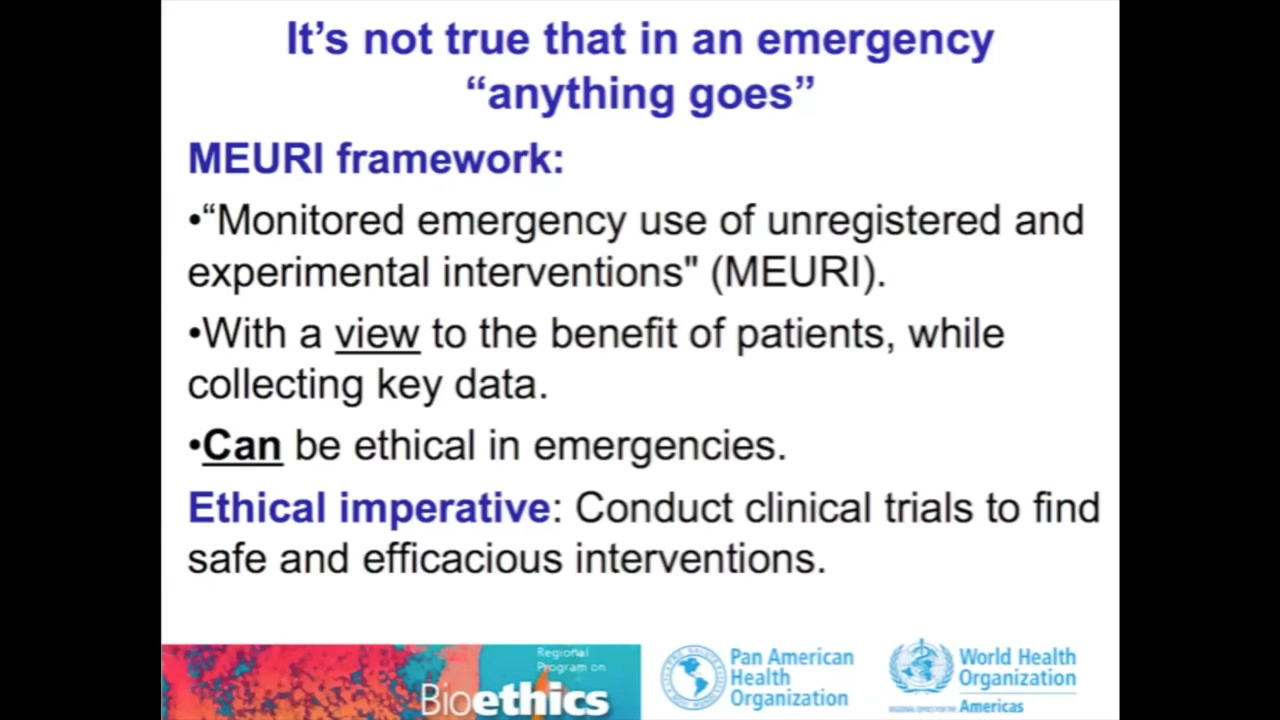 It’s not true that in an emergency
“anything goes”
MEURI framework:
•“Monitored emergency use of unregistered and
experimental interventions" (MEURI).
•With a view to the benefit of patients, while
collecting key data.
•Can be ethical in emergencies.
Ethical imperative: Conduct clinical trials to find
safe and efficacious interventions.
Regional
Program on
Bioethics
Pan American
Health
Organization
World Health
Organization
REGIONAL OFFICE FOR THE Americas